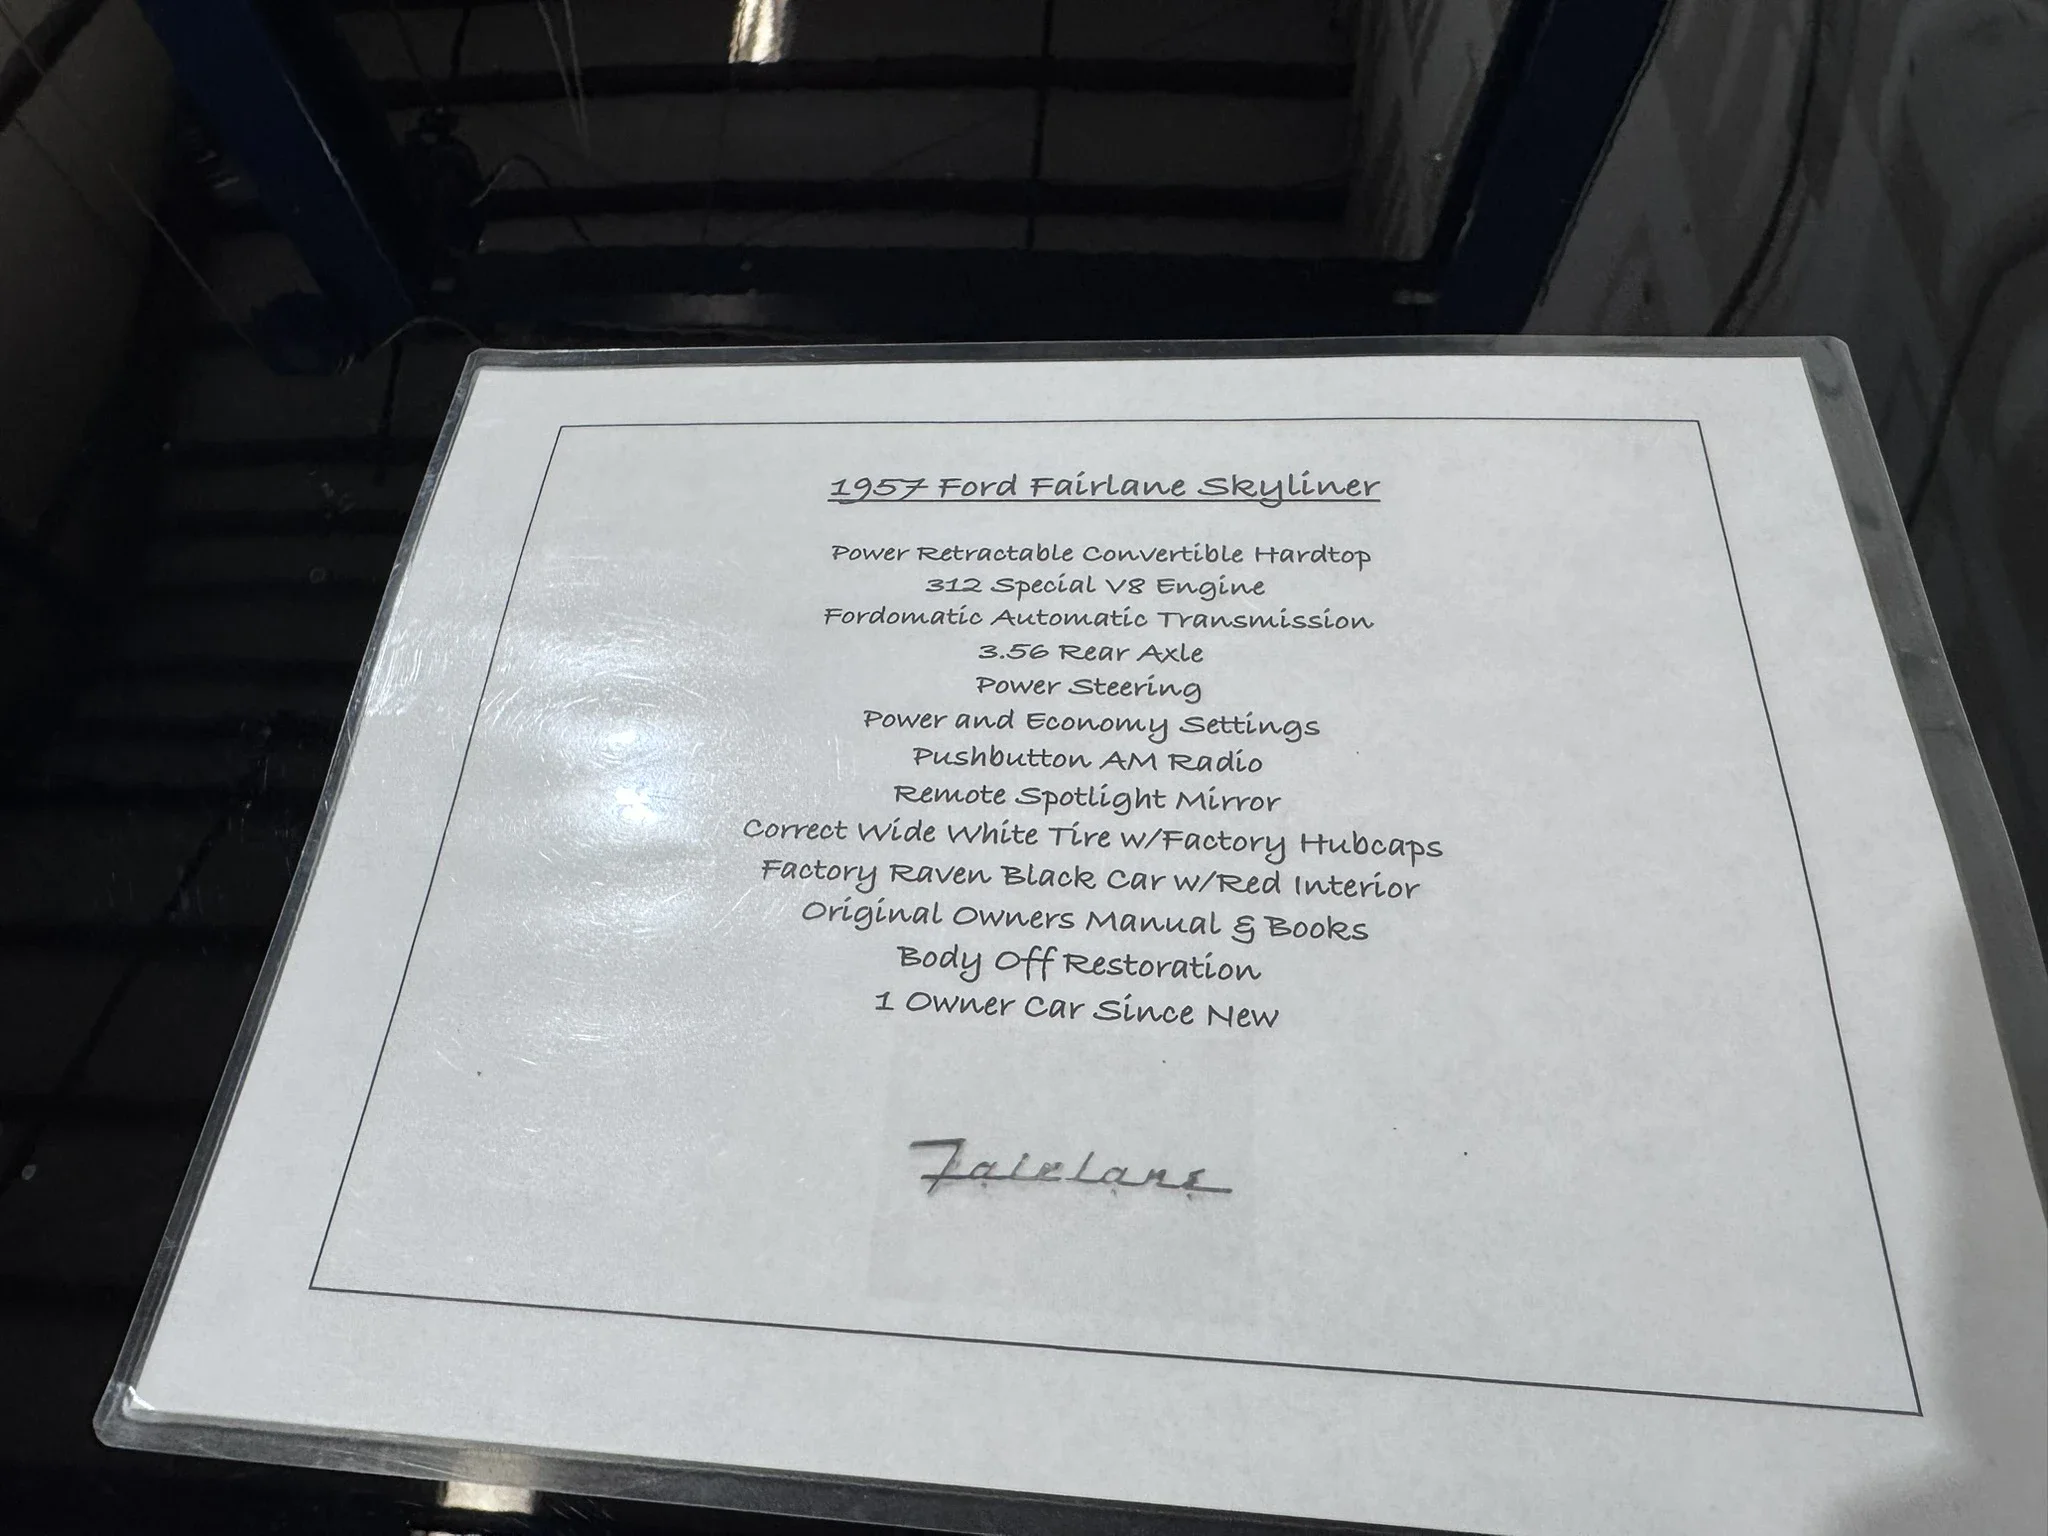 1957 Ford Fairlane Skyliner
Power Retractable Convertible Hardtop
312 Special V8 Engine
Fordomatic Automatic Transmission
3.56 Rear Axle
Power Steering
Power and Economy Settings
Pushbutton AM Radio
Remote Spotlight Mirror
Correct Wide White Tire w/Factory Hubcaps
Factory Raven Black Car w/Red Interior
Original Owners Manual & Books
Body Off Restoration
1 Owner Car Since New
Fairlane